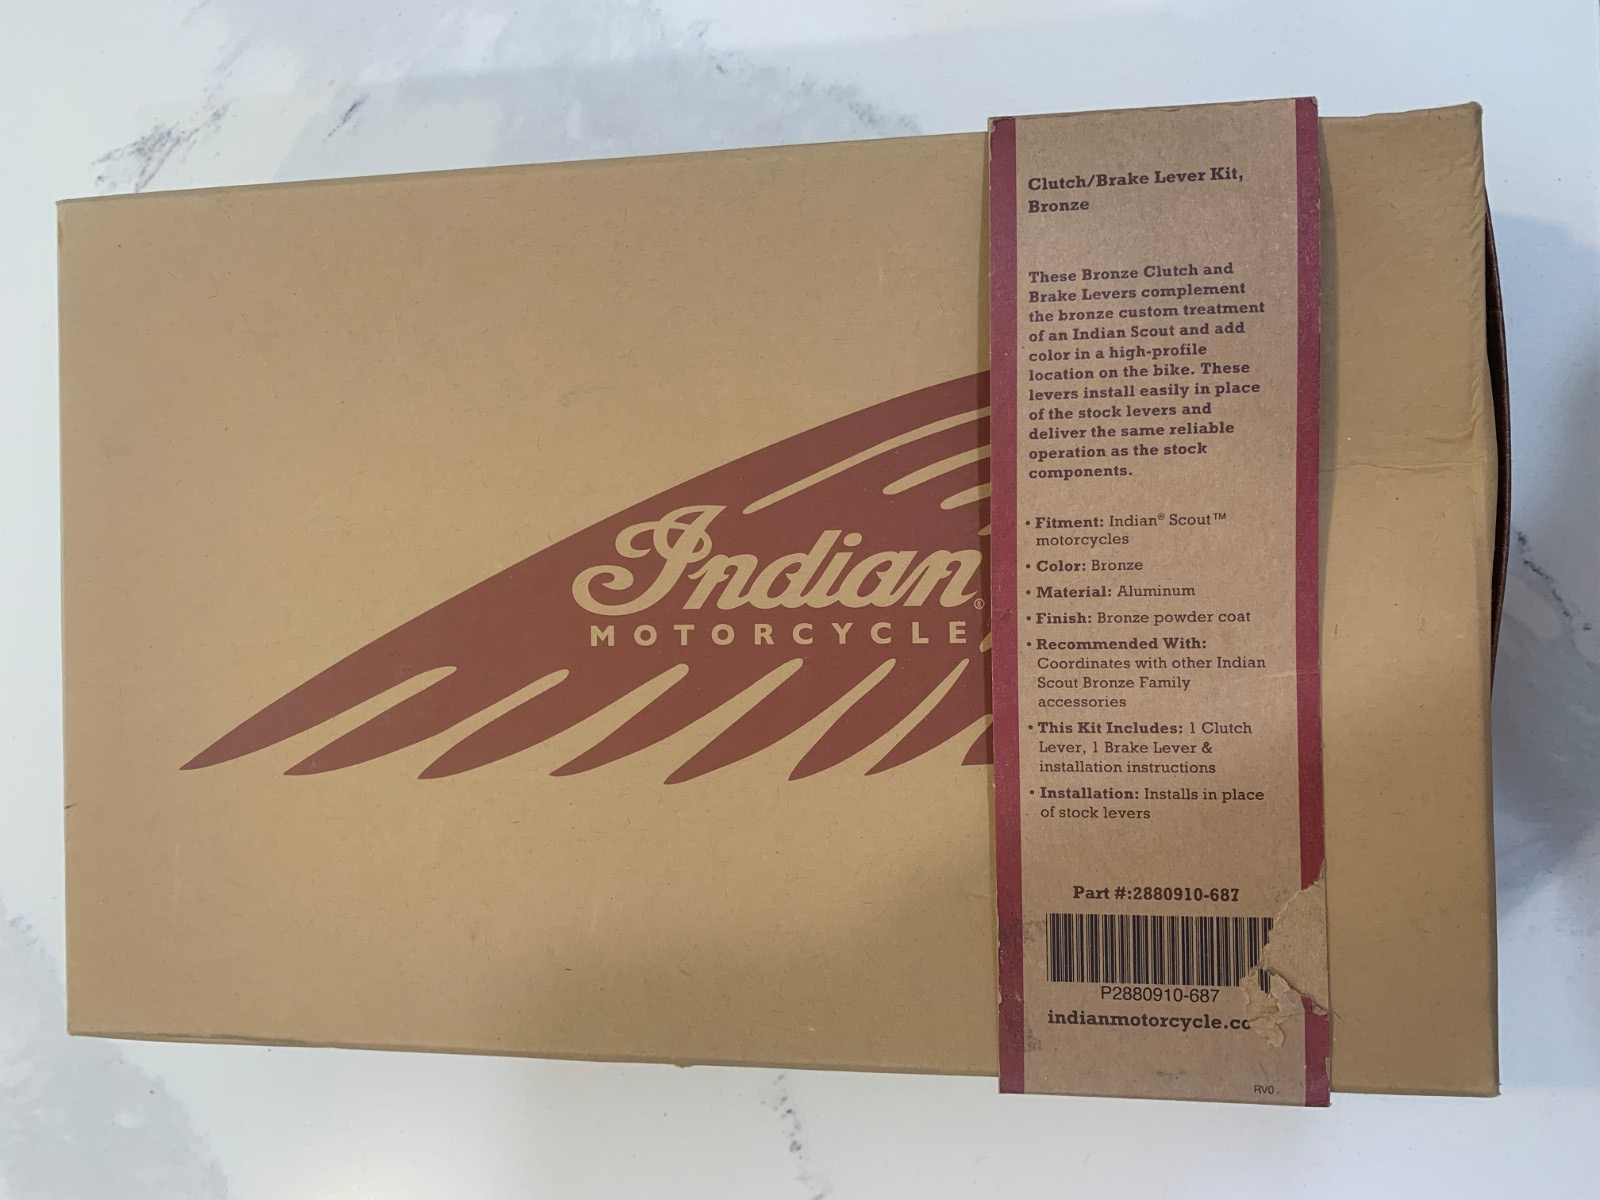 Indian®
MOTORCYCLE
Clutch/Brake Lever Kit,
Bronze
These Bronze Clutch and
Brake Levers complement
the bronze custom treatment
of an Indian Scout and add
color in a high-profile
location on the bike. These
levers install easily in place
of the stock levers and
deliver the same reliable
operation as the stock
components.
• Fitment: Indian® Scout™
motorcycles
• Color: Bronze
• Material: Aluminum
• Finish: Bronze powder coat
• Recommended With:
Coordinates with other Indian
Scout Bronze Family
accessories
• This Kit Includes: 1 Clutch
Lever, 1 Brake Lever &
installation instructions
• Installation: Installs in place
of stock levers
Part #:2880910-687
P2880910-687
indianmotorcycle.co
RV0.